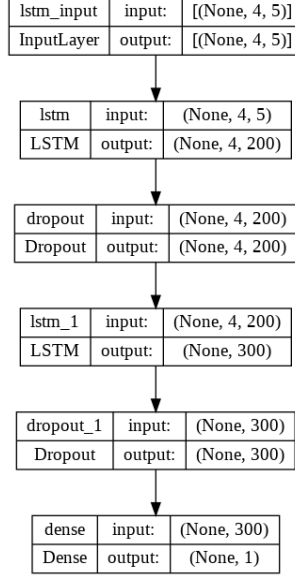 lstm_input input: [(None, 4, 5)]
InputLayer output: [(None, 4, 5)]
lstm input: (None, 4, 5)
LSTM output: (None, 4, 200)
dropout input: (None, 4, 200)
Dropout output: (None, 4, 200)
lstm_1 input: (None, 4, 200)
LSTM output: (None, 300)
dropout_1 input: (None, 300)
Dropout output: (None, 300)
dense input: (None, 300)
Dense output: (None, 1)